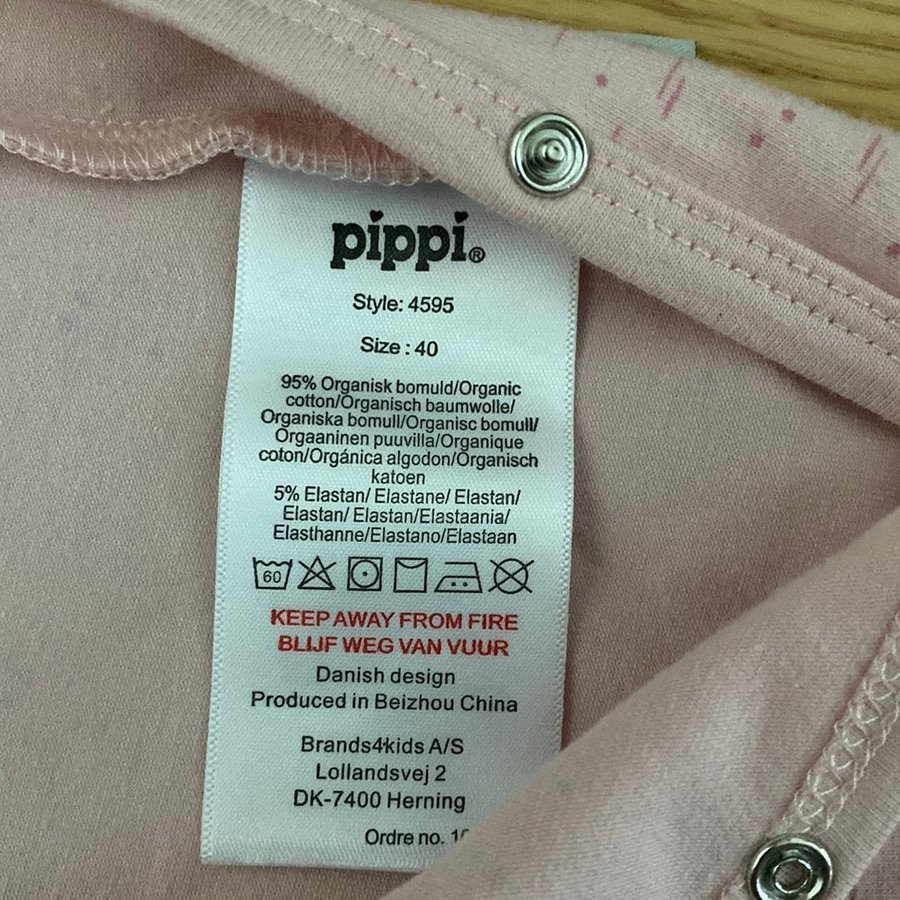 pippi®
Style: 4595
Size : 40
95% Organisk bomuld/Organic
cotton/Organisch baumwolle/
Organiska bomull/Organisc bomull/
Orgaaninen puuvilla/Organique
coton/Orgánica algodon/Organisch
katoen
5% Elastan/ Elastane/ Elastan/
Elastan/ Elastan/Elastaania/
Elasthanne/Elastano/Elastaan
60
KEEP AWAY FROM FIRE
BLIJF WEG VAN VUUR
Danish design
Produced in Beizhou China
Brands4kids A/S
Lollandsvej 2
DK-7400 Herning
Ordre no.